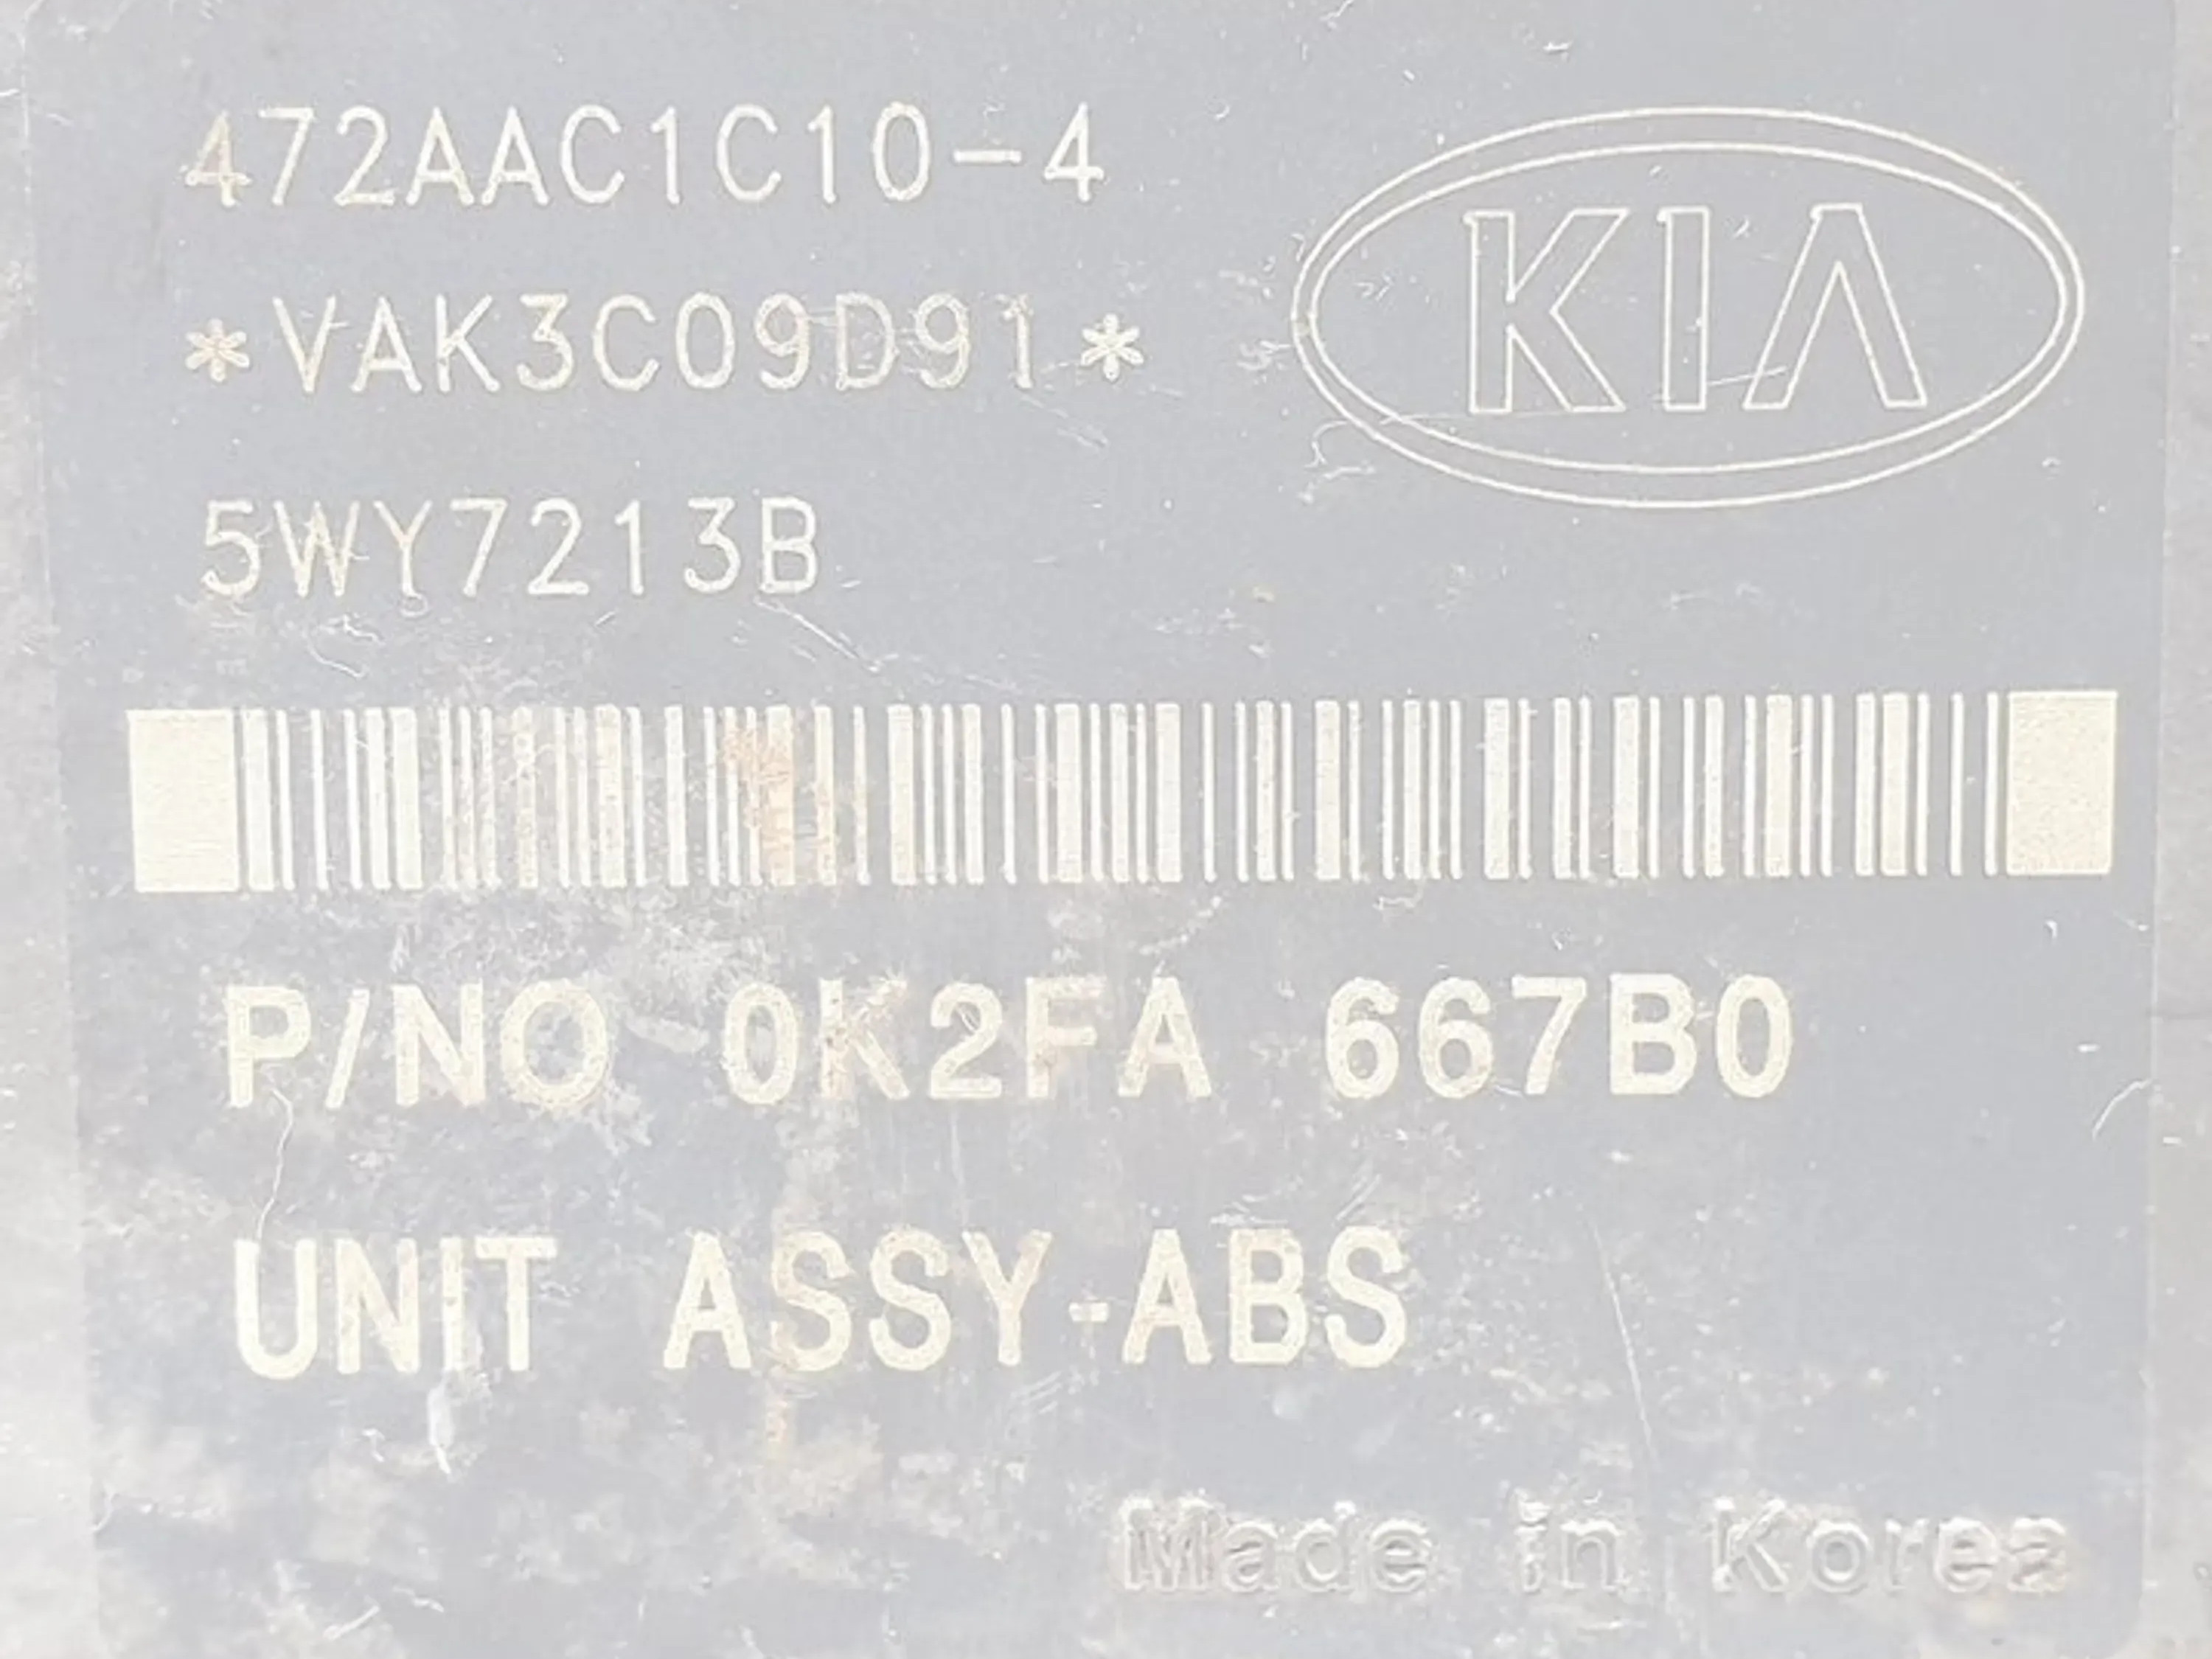 472AAC1C10-4
KIA
*VAK3C09D91*
5WY7213B
P/NO 0K2FA 667B0
UNIT ASSY-ABS
Made in Korea